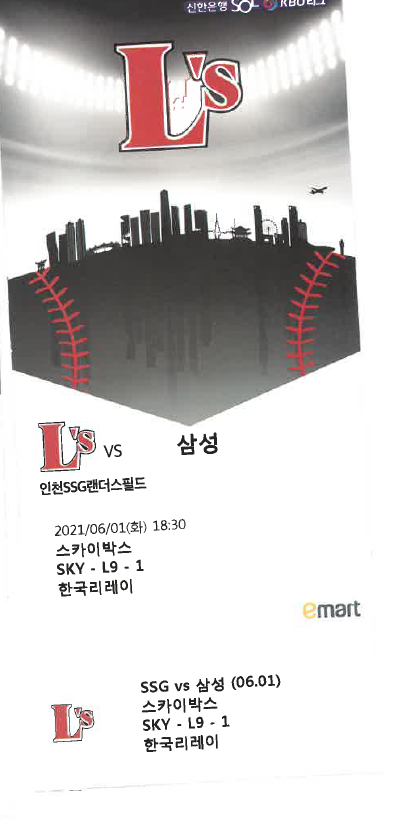 신한은행 SOL KBO리그
L's
L's VS 삼성
인천SSG랜더스필드
2021/06/01(화) 18:30
스카이박스
SKY - L9 - 1
한국리레이
emart
SSG vs 삼성 (06.01)
L's
스카이박스
SKY - L9 - 1
한국리레이